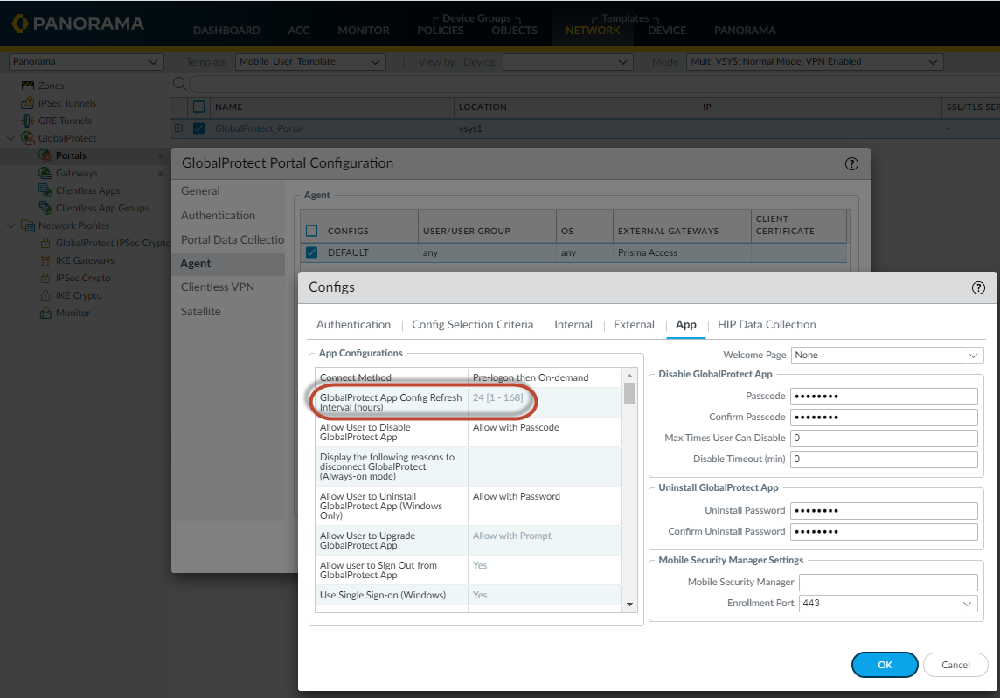 PANORAMA
Device Groups
Templates
DASHBOARD ACC MONITOR POLICIES OBJECTS NETWORK DEVICE PANORAMA
Panorama Template Mobile_User_Template View by Device Mode Multi VSYS; Normal Mode; VPN Enabled
Zones
IPSec Tunnels
GRE Tunnels
GlobalProtect
Portals
Gateways
Clientless Apps
Clientless App Groups
Network Profiles
GlobalProtect IPSec Crypto
IKE Gateways
IPSec Crypto
IKE Crypto
Monitor
NAME LOCATION IP SSL/TLS SER
GlobalProtect_Portal vsys1 -
GlobalProtect Portal Configuration
General
Authentication
Portal Data Collectio
Agent
Clientless VPN
Satellite
Agent
CONFIGS USER/USER GROUP OS EXTERNAL GATEWAYS CLIENT CERTIFICATE
DEFAULT any any Prisma Access
Configs
Authentication Config Selection Criteria Internal External App HIP Data Collection
App Configurations
Connect Method Pre-logon then On-demand
GlobalProtect App Config Refresh 24 [1 - 168]
Interval (hours)
Allow User to Disable Allow with Passcode
GlobalProtect App
Display the following reasons to
disconnect GlobalProtect
(Always-on mode)
Allow User to Uninstall Allow with Password
GlobalProtect App (Windows
Only)
Allow User to Upgrade Allow with Prompt
GlobalProtect App
Allow user to Sign Out from Yes
GlobalProtect App
Use Single Sign-on (Windows) Yes
Welcome Page None
Disable GlobalProtect App
Passcode ••••••••
Confirm Passcode ••••••••
Max Times User Can Disable 0
Disable Timeout (min) 0
Uninstall GlobalProtect App
Uninstall Password ••••••••
Confirm Uninstall Password ••••••••
Mobile Security Manager Settings
Mobile Security Manager
Enrollment Port 443
OK Cancel